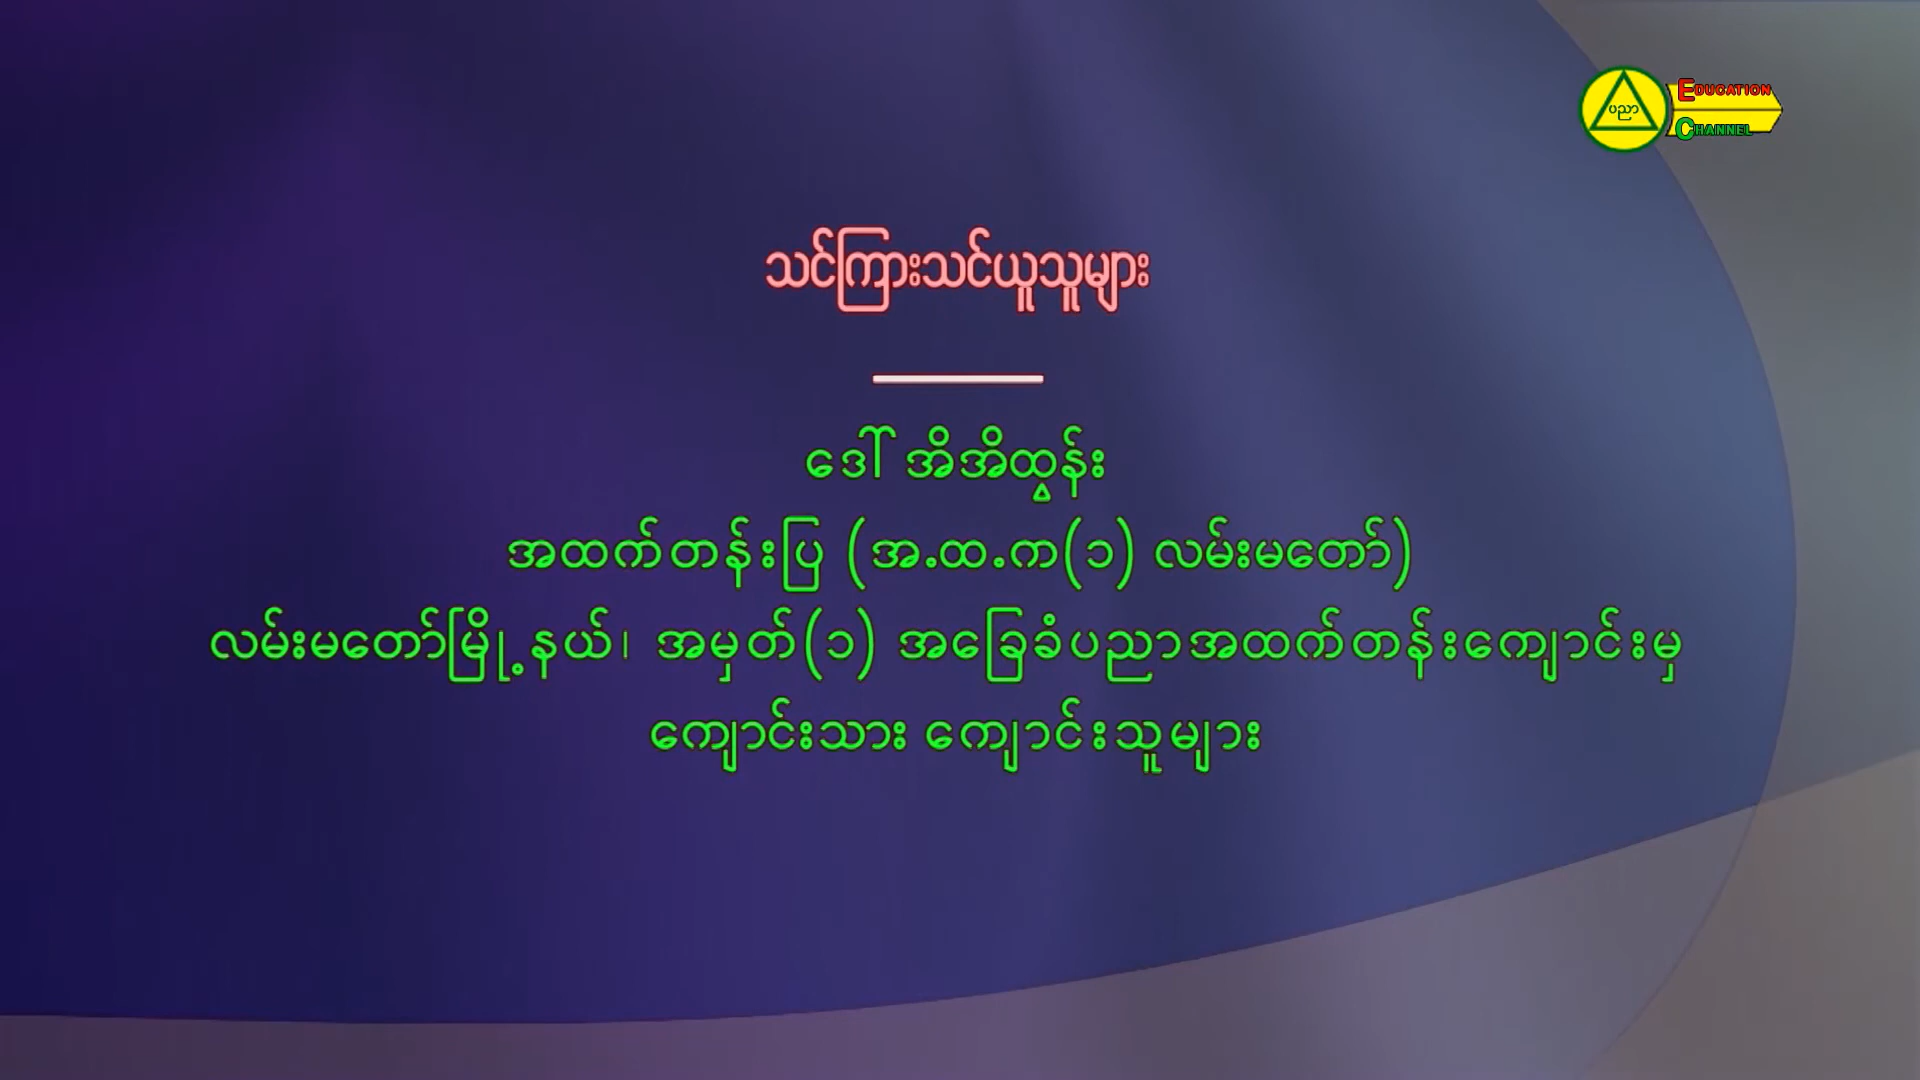 ပညာ
EDUCATION
CHANNEL
သင်ကြားသင်ယူသူများ
ဒေါ် အိအိထွန်း
အထက်တန်းပြ (အ.ထ.က(၁) လမ်းမတော်)
လမ်းမတော်မြို့နယ်၊ အမှတ်(၁) အခြေခံပညာအထက်တန်းကျောင်းမှ
ကျောင်းသား ကျောင်းသူများ